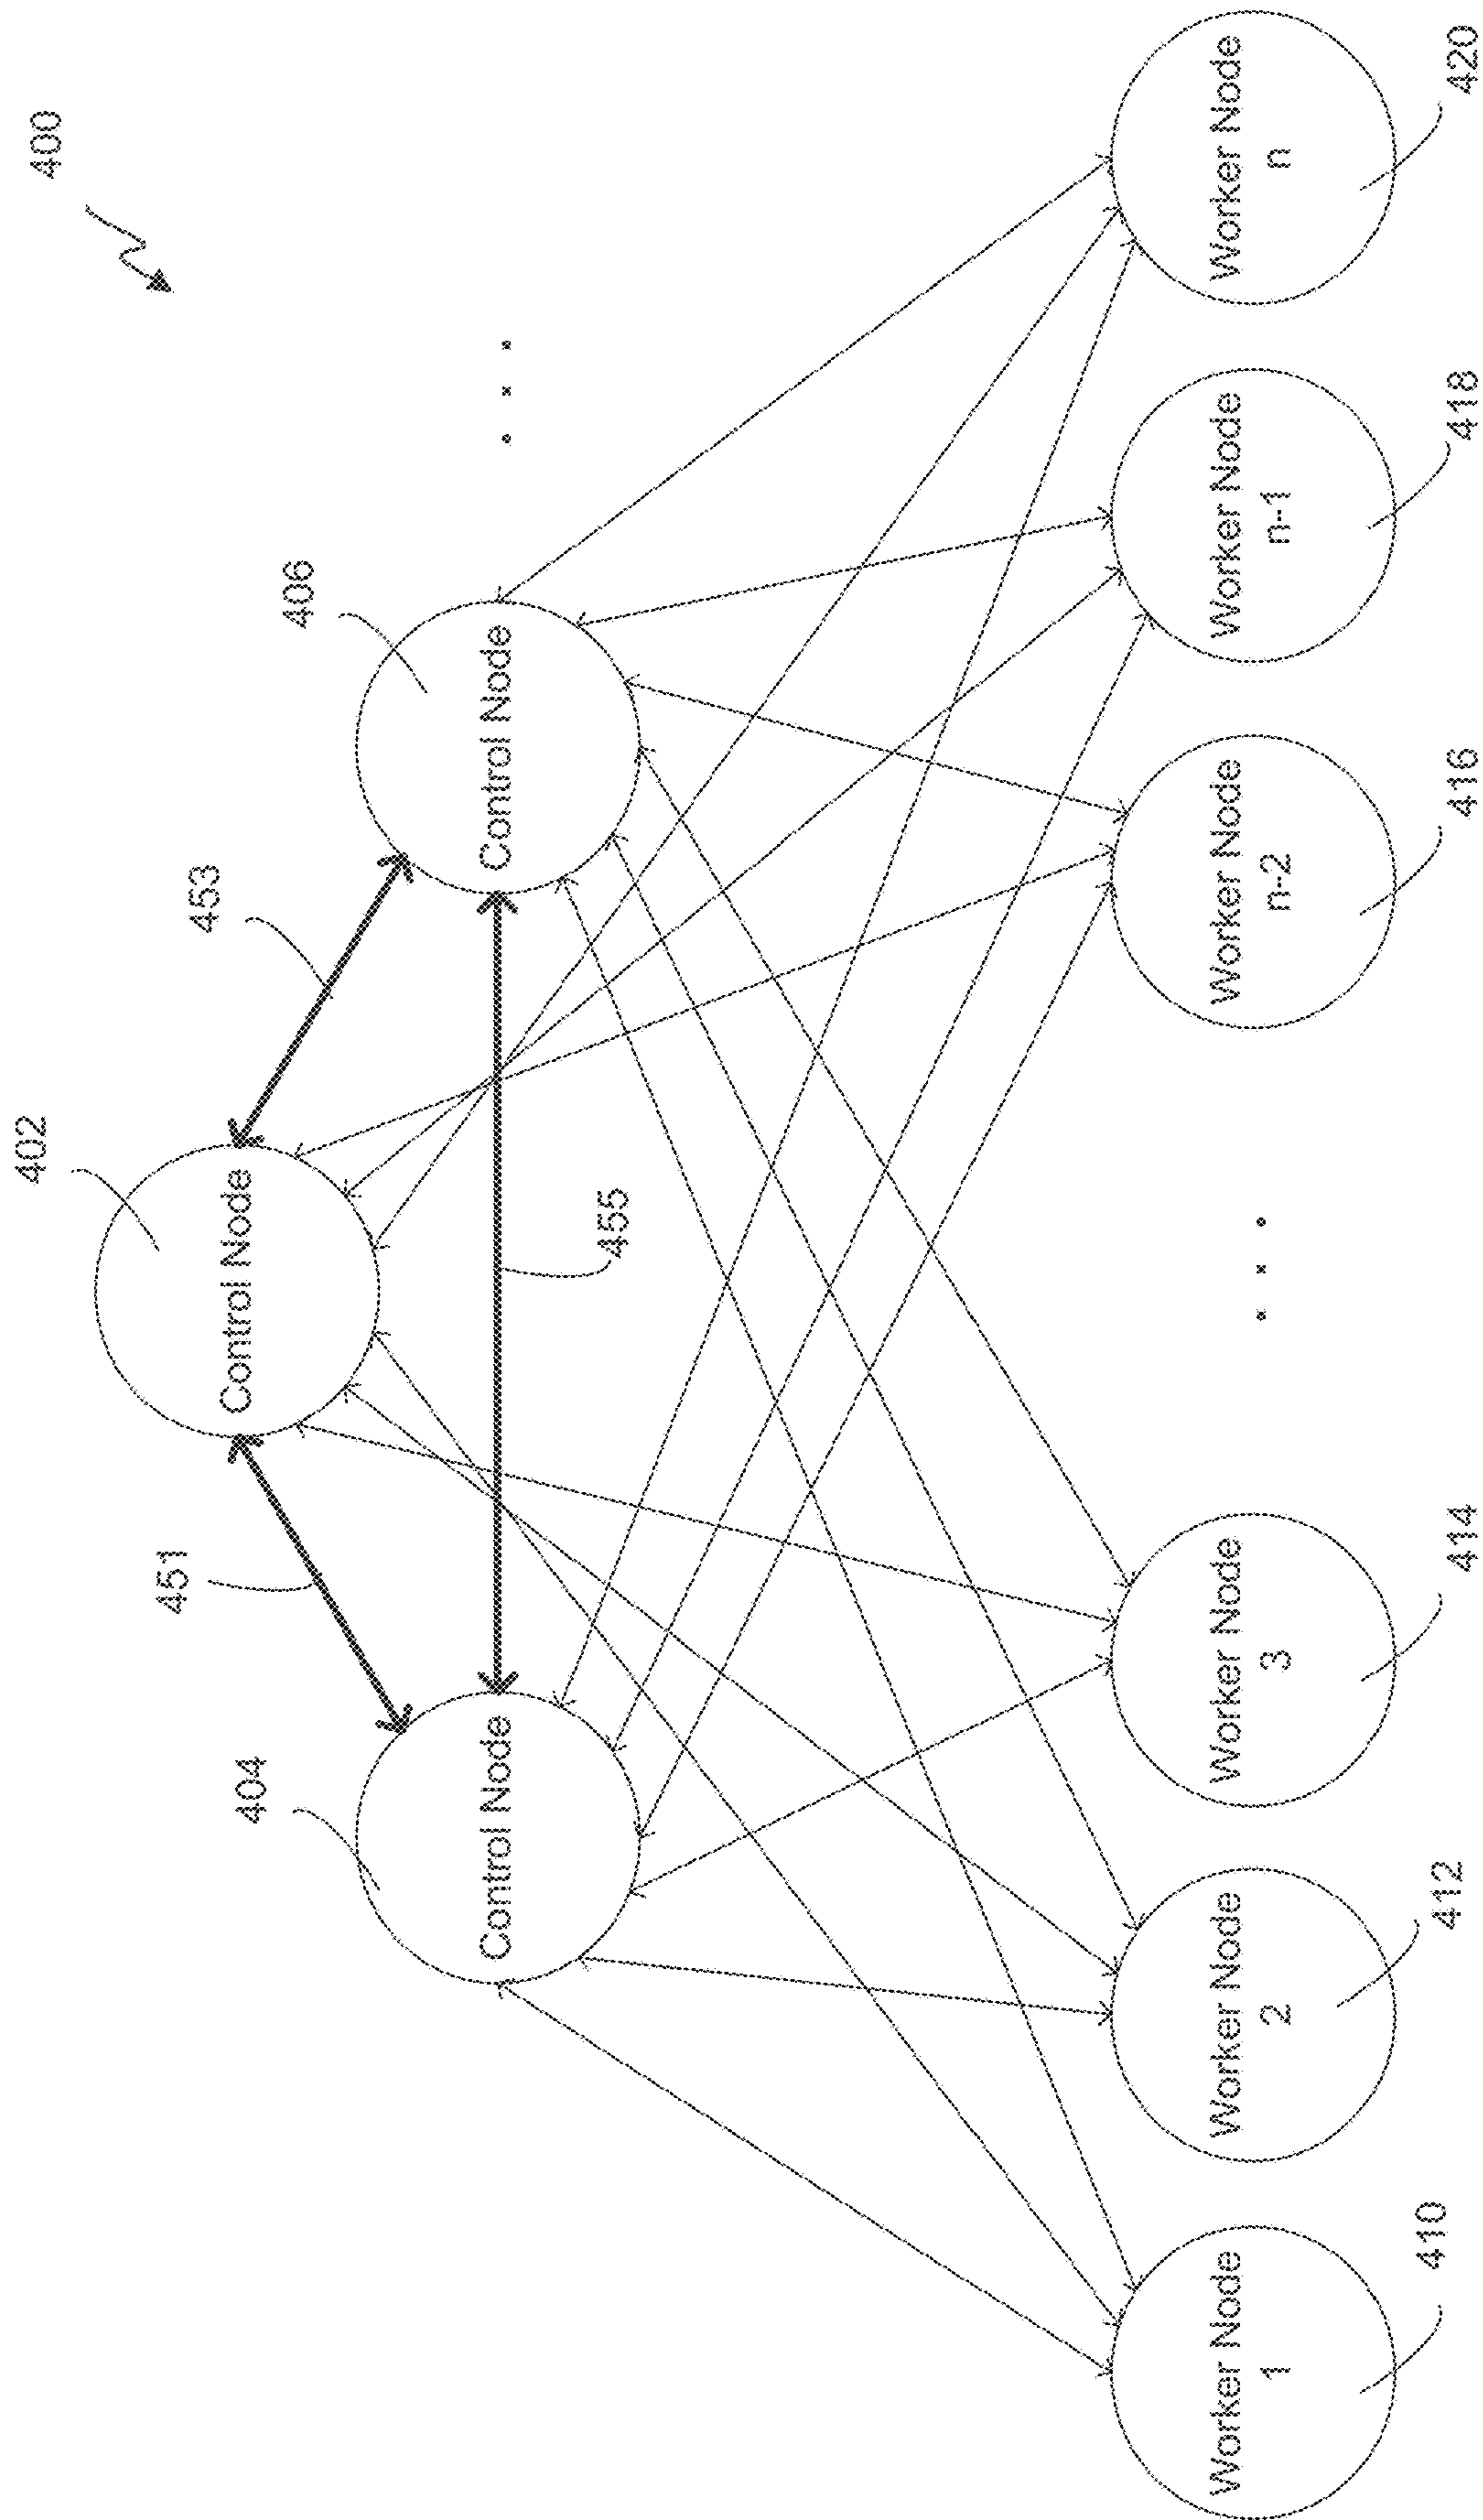 400
402
453
406
451
404
Control Node
Control Node
Control Node
455
. . .
Worker Node
1
Worker Node
2
Worker Node
3
. . .
Worker Node
n-2
Worker Node
n-1
Worker Node
n
410
412
414
416
418
420